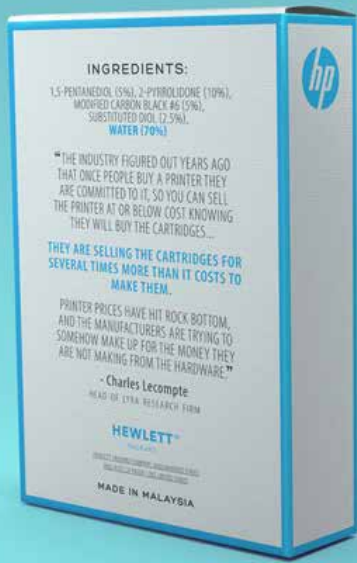 INGREDIENTS:
1,5-PENTANEDIOL (5%), 2-PYRROLIDONE (10%),
MODIFIED CARBON BLACK #6 (5%),
SUBSTITUTED DIOL (2.5%),
WATER (70%)
❝THE INDUSTRY FIGURED OUT YEARS AGO
THAT ONCE PEOPLE BUY A PRINTER THEY
ARE COMMITTED TO IT, SO YOU CAN SELL
THE PRINTER AT OR BELOW COST KNOWING
THEY WILL BUY THE CARTRIDGES...
THEY ARE SELLING THE CARTRIDGES FOR
SEVERAL TIMES MORE THAN IT COSTS TO
MAKE THEM.
PRINTER PRICES HAVE HIT ROCK BOTTOM,
AND THE MANUFACTURERS ARE TRYING TO
SOMEHOW MAKE UP FOR THE MONEY THEY
ARE NOT MAKING FROM THE HARDWARE.❞
- Charles Lecompte
HEAD OF LYRA RESEARCH FIRM
HEWLETT®
MADE IN MALAYSIA
hp